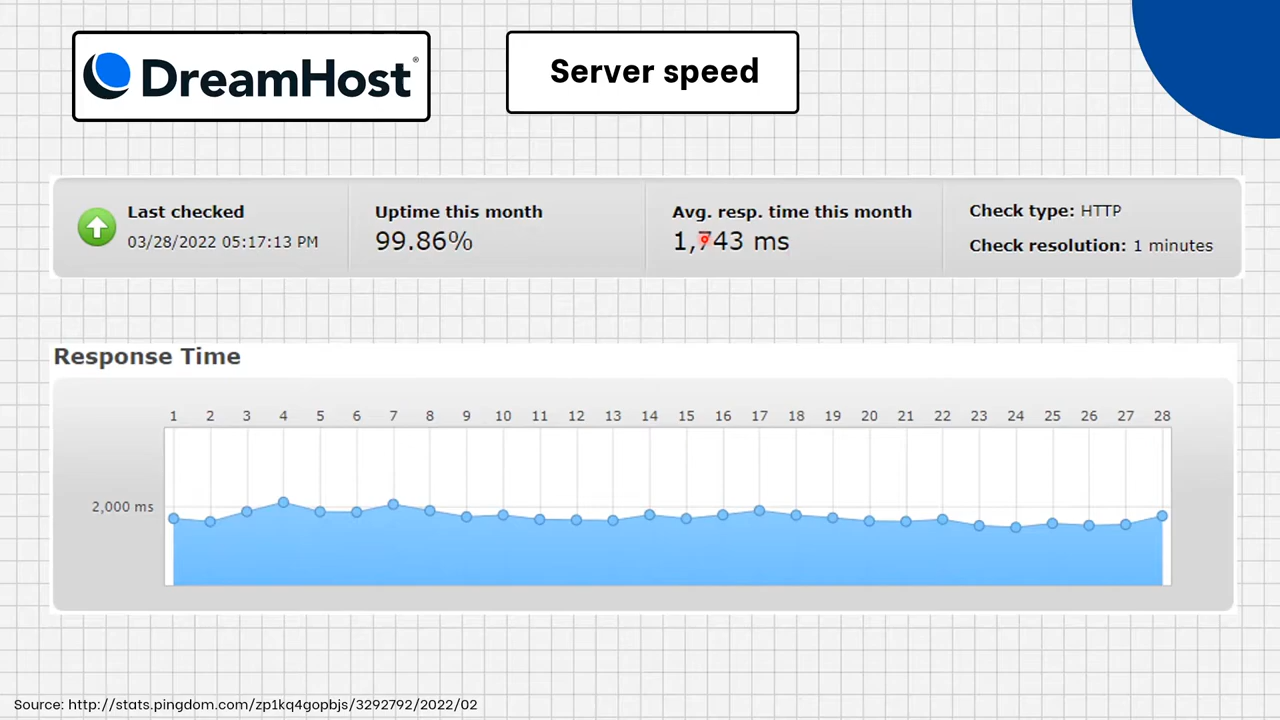 DreamHost®
Server speed
Last checked
03/28/2022 05:17:13 PM
Uptime this month
99.86%
Avg. resp. time this month
1,743 ms
Check type: HTTP
Check resolution: 1 minutes
Response Time
1 2 3 4 5 6 7 8 9 10 11 12 13 14 15 16 17 18 19 20 21 22 23 24 25 26 27 28
2,000 ms
Source: http://stats.pingdom.com/zp1kq4gopbjs/3292792/2022/02